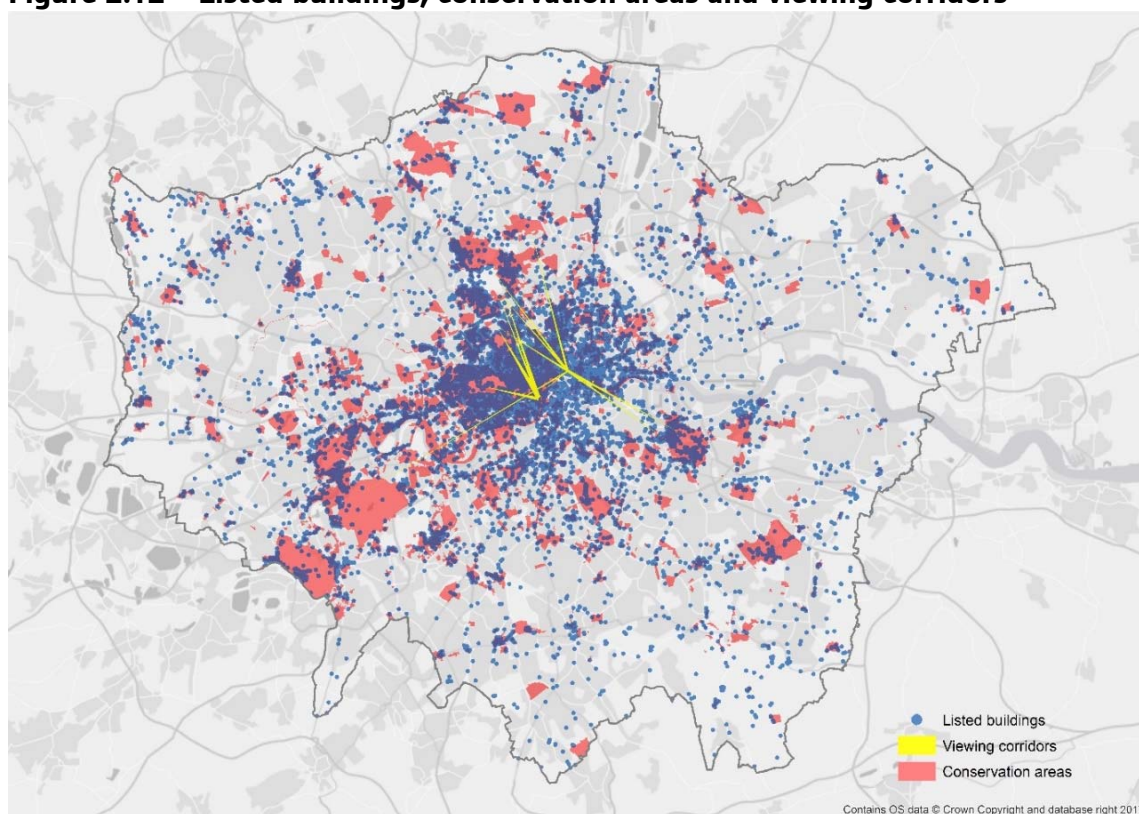 Figure 2.12 – Listed buildings, conservation areas and viewing corridors
Listed buildings
Viewing corridors
Conservation areas
Contains OS data © Crown Copyright and database right 201